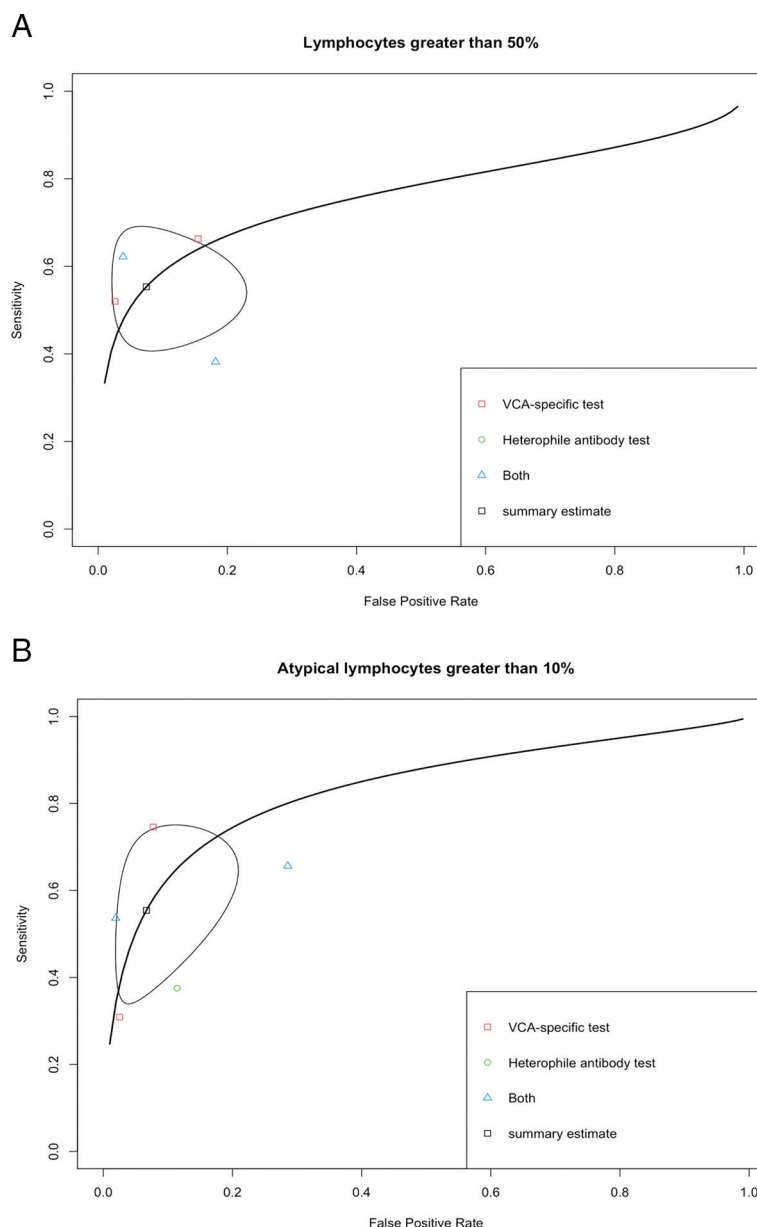 A
Lymphocytes greater than 50%
1.0
0.8
0.6
0.4
0.2
0.0
Sensitivity
VCA-specific test
Heterophile antibody test
Both
summary estimate
0.0 0.2 0.4 0.6 0.8 1.0
False Positive Rate
B
Atypical lymphocytes greater than 10%
1.0
0.8
0.6
0.4
0.2
0.0
Sensitivity
VCA-specific test
Heterophile antibody test
Both
summary estimate
0.0 0.2 0.4 0.6 0.8 1.0
False Positive Rate